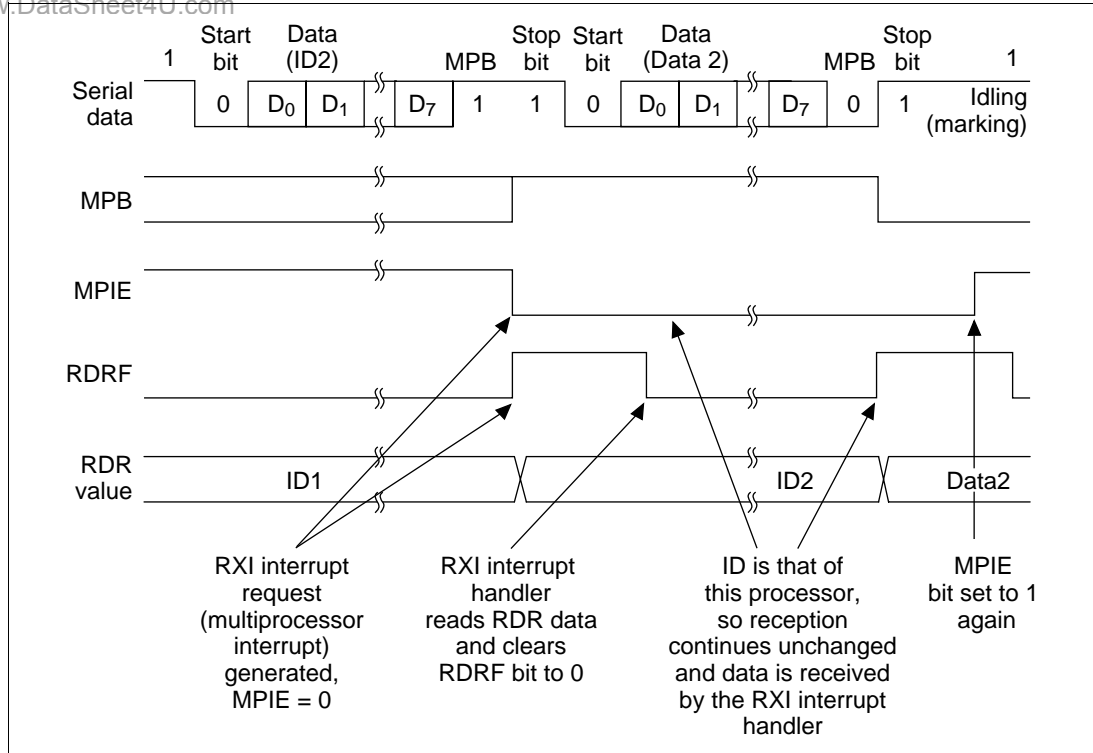 w.DataSheet4U.com
1 Start bit Data (ID2) MPB Stop bit Start bit Data (Data 2) MPB Stop bit 1
Serial data 0 D0 D1 D7 1 1 0 D0 D1 D7 0 1 Idling (marking)
MPB
MPIE
RDRF
RDR value ID1 ID2 Data2
RXI interrupt
request
(multiprocessor
interrupt)
generated,
MPIE = 0
RXI interrupt
handler
reads RDR data
and clears
RDRF bit to 0
ID is that of
this processor,
so reception
continues unchanged
and data is received
by the RXI interrupt
handler
MPIE
bit set to 1
again